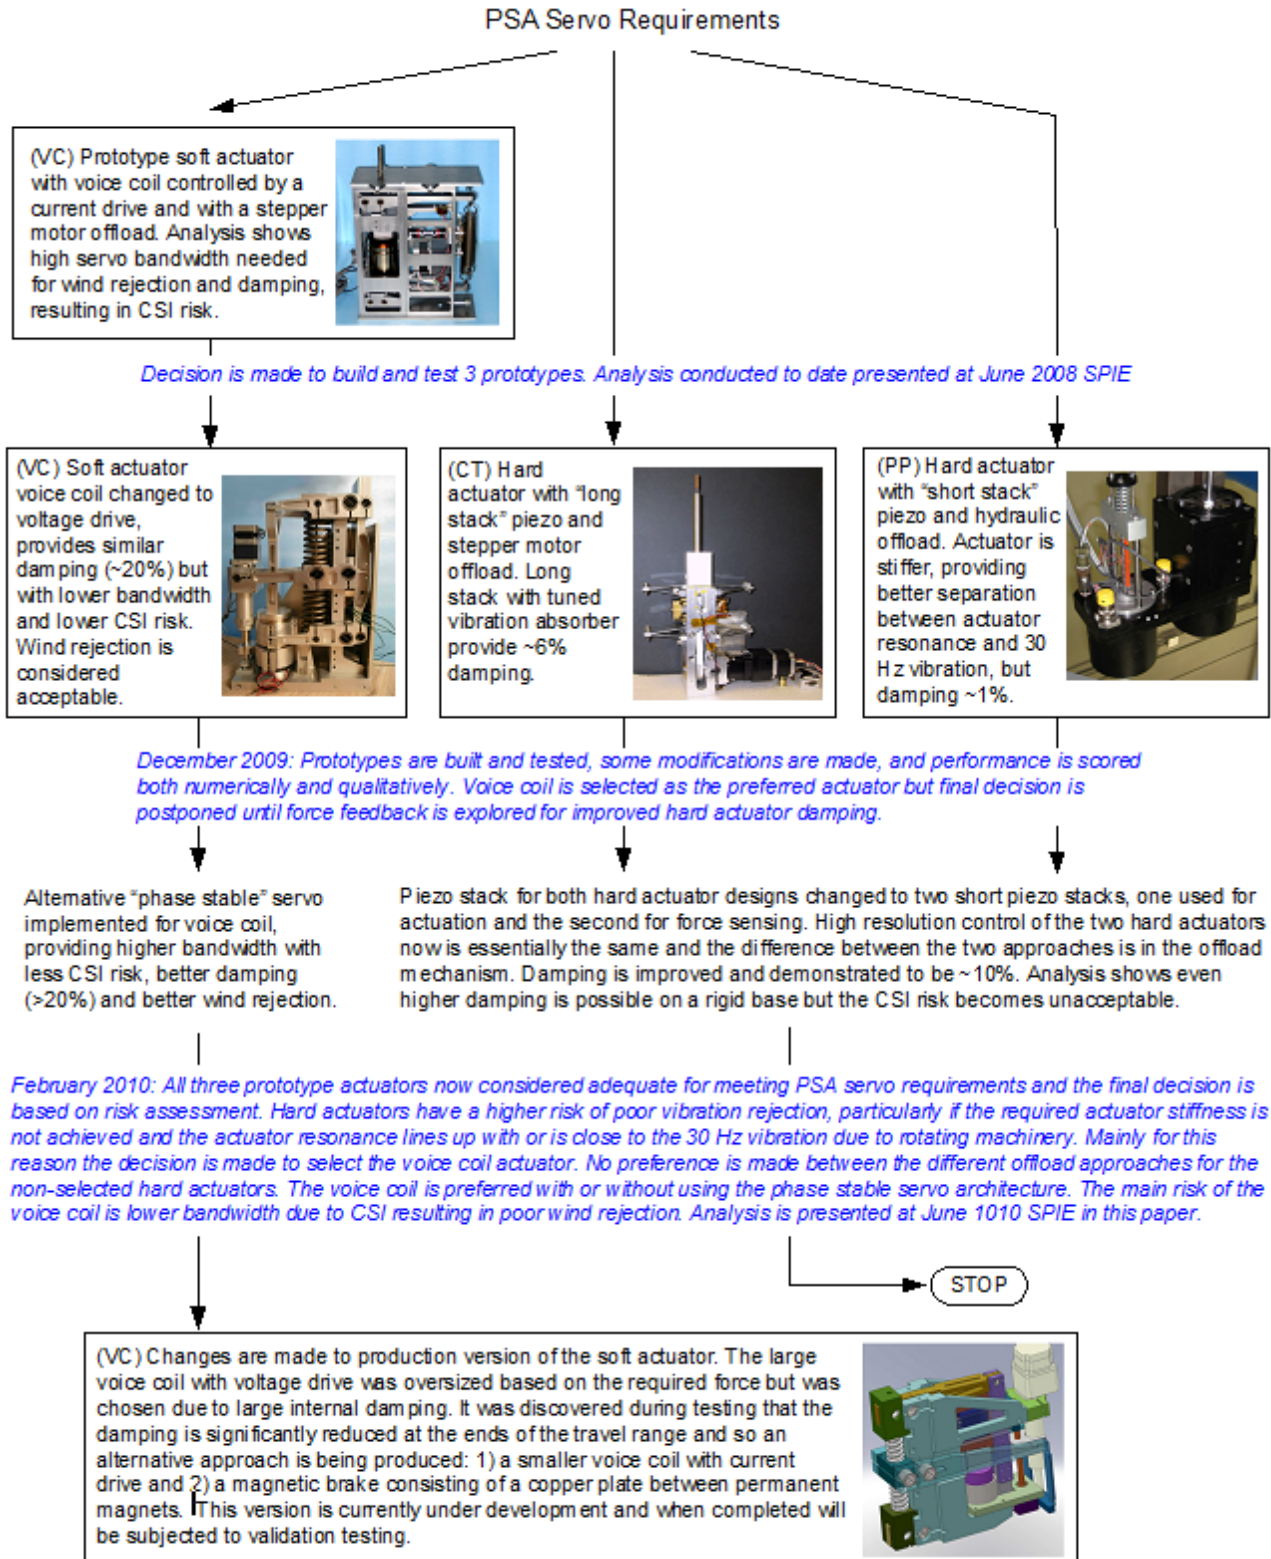 PSA Servo Requirements
(VC) Prototype soft actuator
with voice coil controlled by a
current drive and with a stepper
motor offload. Analysis shows
high servo bandwidth needed
for wind rejection and damping,
resulting in CSI risk.
Decision is made to build and test 3 prototypes. Analysis conducted to date presented at June 2008 SPIE
(VC) Soft actuator
voice coil changed to
voltage drive,
provides similar
damping (~20%) but
with lower bandwidth
and lower CSI risk.
Wind rejection is
considered
acceptable.
(CT) Hard
actuator with “long
stack” piezo and
stepper motor
offload. Long
stack with tuned
vibration absorber
provide ~6%
damping.
(PP) Hard actuator
with “short stack”
piezo and hydraulic
offload. Actuator is
stiffer, providing
better separation
between actuator
resonance and 30
Hz vibration, but
damping ~1%.
December 2009: Prototypes are built and tested, some modifications are made, and performance is scored
both numerically and qualitatively. Voice coil is selected as the preferred actuator but final decision is
postponed until force feedback is explored for improved hard actuator damping.
Alternative “phase stable” servo
implemented for voice coil,
providing higher bandwidth with
less CSI risk, better damping
(>20%) and better wind rejection.
Piezo stack for both hard actuator designs changed to two short piezo stacks, one used for
actuation and the second for force sensing. High resolution control of the two hard actuators
now is essentially the same and the difference between the two approaches is in the offload
mechanism. Damping is improved and demonstrated to be ~10%. Analysis shows even
higher damping is possible on a rigid base but the CSI risk becomes unacceptable.
February 2010: All three prototype actuators now considered adequate for meeting PSA servo requirements and the final decision is
based on risk assessment. Hard actuators have a higher risk of poor vibration rejection, particularly if the required actuator stiffness is
not achieved and the actuator resonance lines up with or is close to the 30 Hz vibration due to rotating machinery. Mainly for this
reason the decision is made to select the voice coil actuator. No preference is made between the different offload approaches for the
non-selected hard actuators. The voice coil is preferred with or without using the phase stable servo architecture. The main risk of the
voice coil is lower bandwidth due to CSI resulting in poor wind rejection. Analysis is presented at June 1010 SPIE in this paper.
STOP
(VC) Changes are made to production version of the soft actuator. The large
voice coil with voltage drive was oversized based on the required force but was
chosen due to large internal damping. It was discovered during testing that the
damping is significantly reduced at the ends of the travel range and so an
alternative approach is being produced: 1) a smaller voice coil with current
drive and 2) a magnetic brake consisting of a copper plate between permanent
magnets. This version is currently under development and when completed will
be subjected to validation testing.